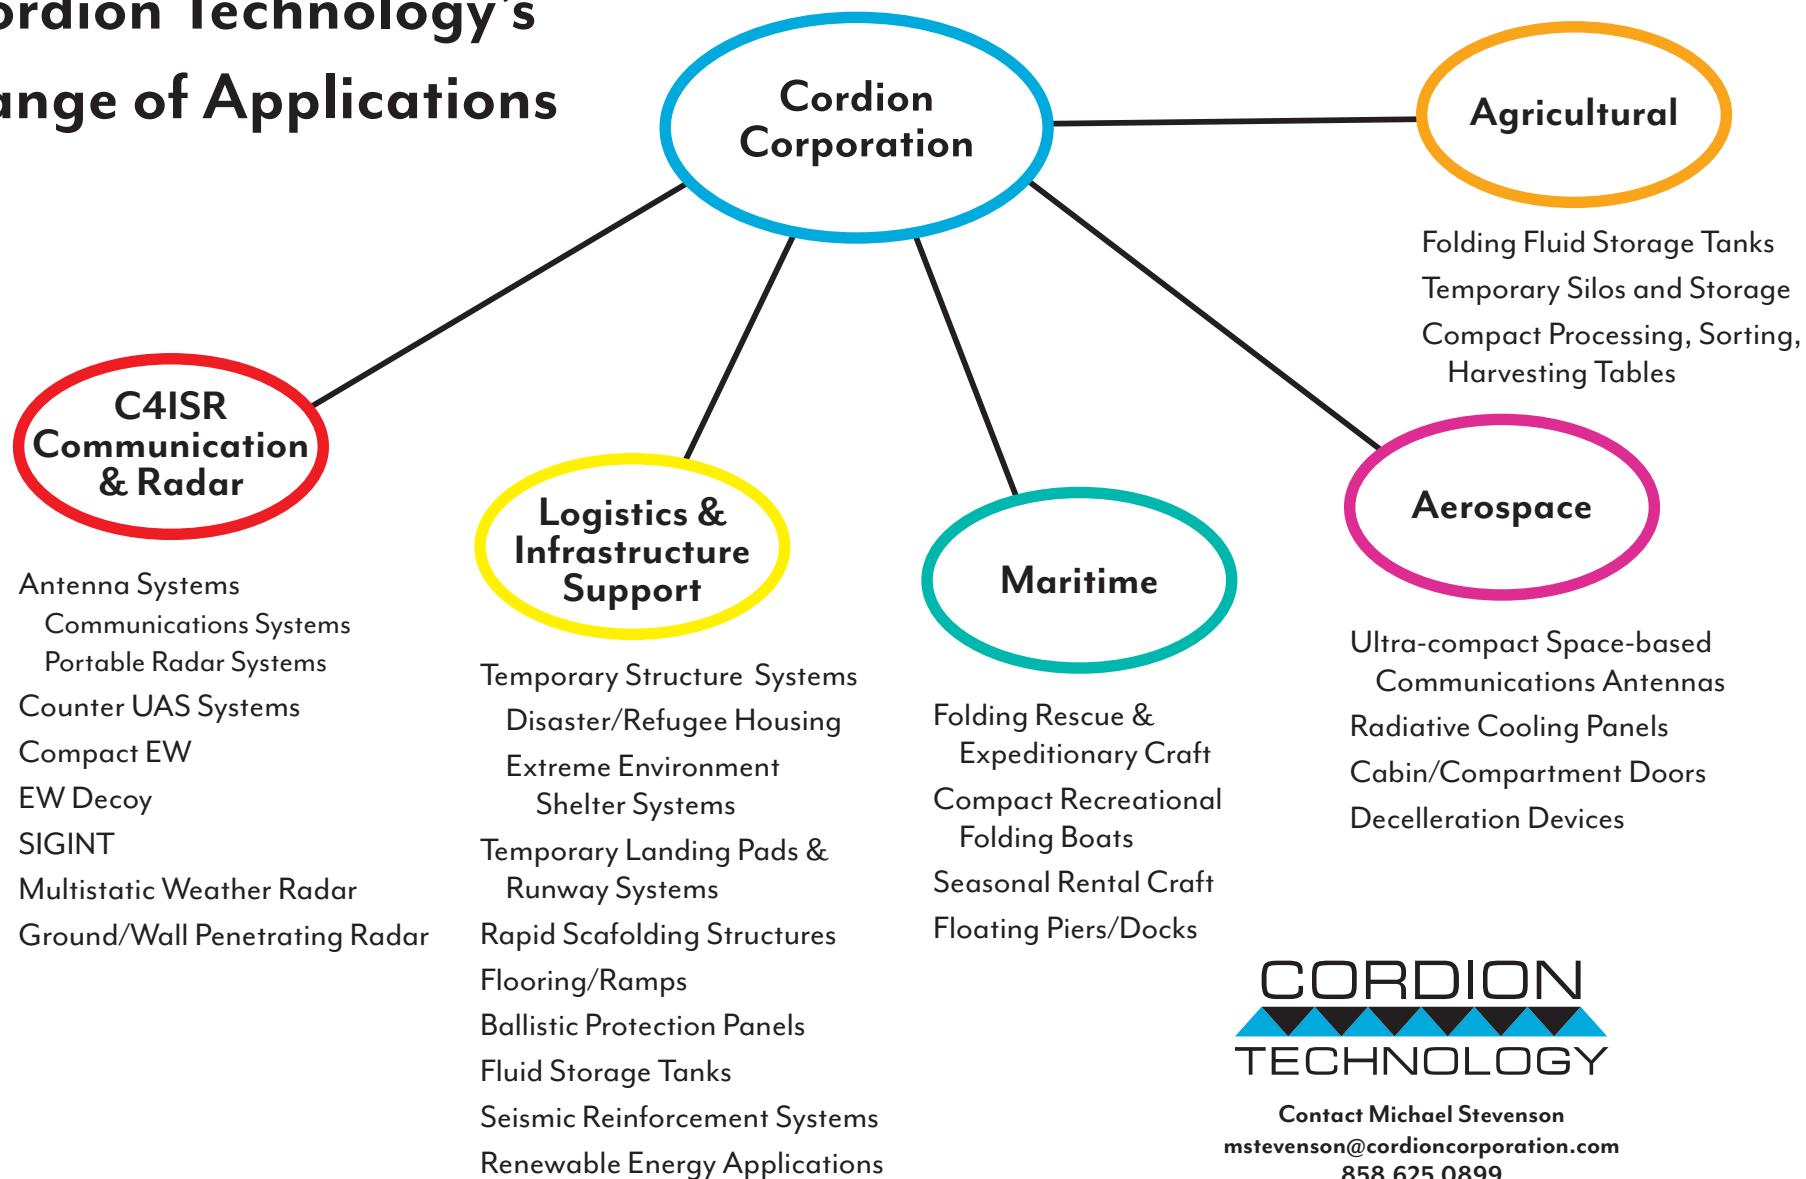 ordion Technology's
ange of Applications
Cordion
Corporation
Agricultural
Folding Fluid Storage Tanks
Temporary Silos and Storage
Compact Processing, Sorting,
Harvesting Tables
C4ISR
Communication
& Radar
Antenna Systems
Communications Systems
Portable Radar Systems
Counter UAS Systems
Compact EW
EW Decoy
SIGINT
Multistatic Weather Radar
Ground/Wall Penetrating Radar
Logistics &
Infrastructure
Support
Temporary Structure Systems
Disaster/Refugee Housing
Extreme Environment
Shelter Systems
Temporary Landing Pads &
Runway Systems
Rapid Scafolding Structures
Flooring/Ramps
Ballistic Protection Panels
Fluid Storage Tanks
Seismic Reinforcement Systems
Renewable Energy Applications
Maritime
Folding Rescue &
Expeditionary Craft
Compact Recreational
Folding Boats
Seasonal Rental Craft
Floating Piers/Docks
Aerospace
Ultra-compact Space-based
Communications Antennas
Radiative Cooling Panels
Cabin/Compartment Doors
Decelleration Devices
CORDION
TECHNOLOGY
Contact Michael Stevenson
mstevenson@cordioncorporation.com
858 625 0899